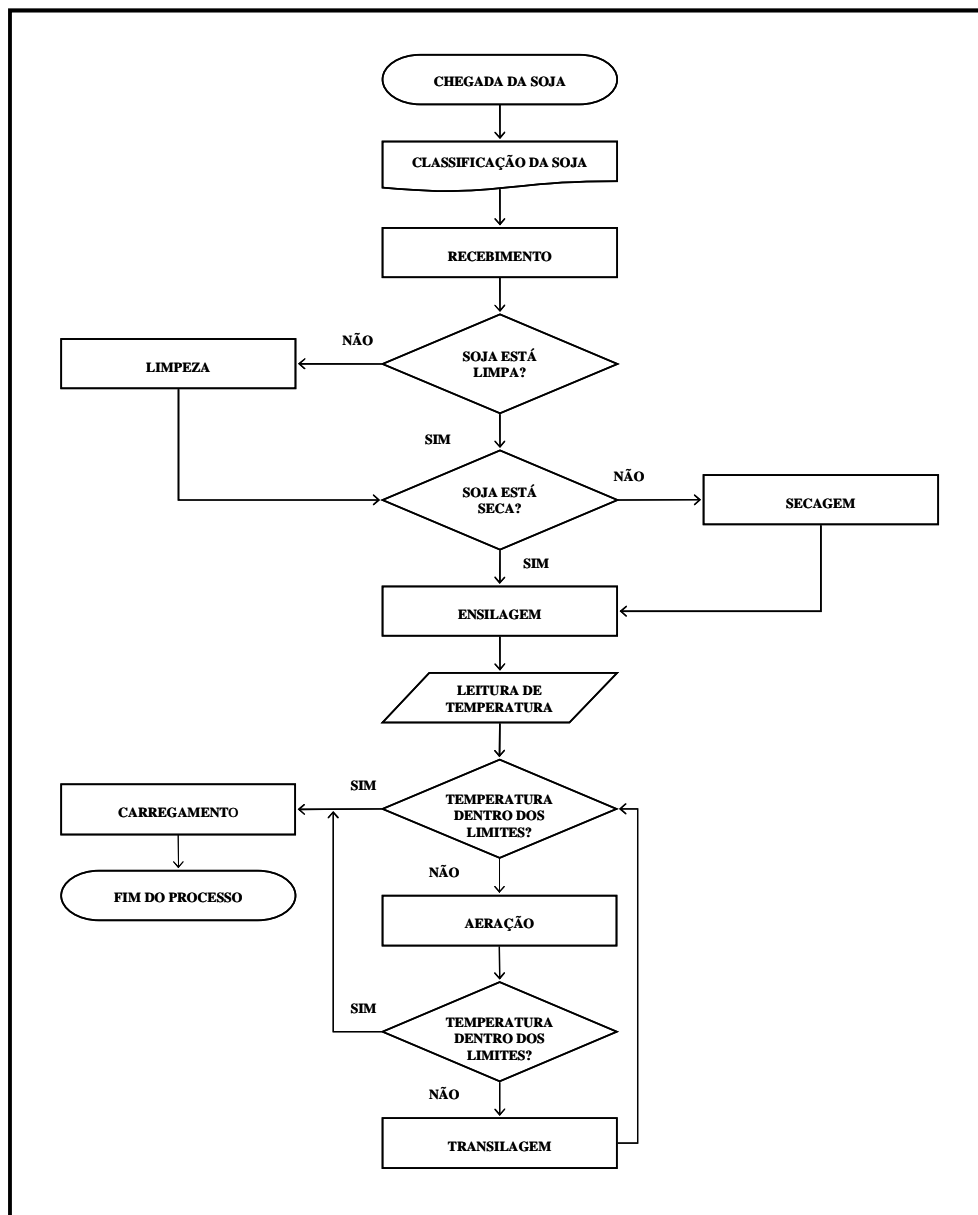 CHEGADA DA SOJA
CLASSIFICAÇÃO DA SOJA
RECEBIMENTO
NÃO
SOJA ESTÁ
LIMPA?
LIMPEZA
SIM
SOJA ESTÁ
SECA?
NÃO
SECAGEM
SIM
ENSILAGEM
LEITURA DE
TEMPERATURA
SIM
TEMPERATURA
DENTRO DOS
LIMITES?
CARREGAMENTO
NÃO
FIM DO PROCESSO
AERAÇÃO
SIM
TEMPERATURA
DENTRO DOS
LIMITES?
NÃO
TRANSILAGEM